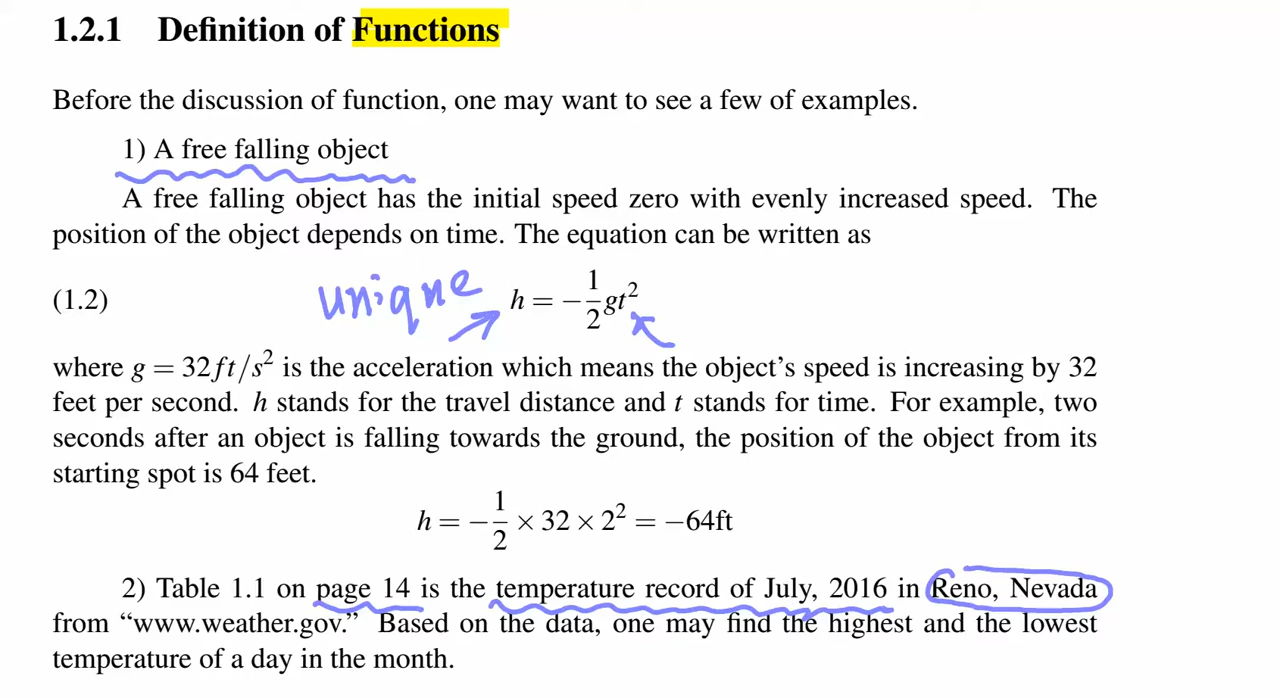 1.2.1 Definition of Functions
Before the discussion of function, one may want to see a few of examples.
1) A free falling object
A free falling object has the initial speed zero with evenly increased speed. The
position of the object depends on time. The equation can be written as
(1.2) unique h = −1/2 gt²
where g = 32ft/s² is the acceleration which means the object's speed is increasing by 32
feet per second. h stands for the travel distance and t stands for time. For example, two
seconds after an object is falling towards the ground, the position of the object from its
starting spot is 64 feet.
h = −1/2 × 32 × 2² = −64ft
2) Table 1.1 on page 14 is the temperature record of July, 2016 in Reno, Nevada
from “www.weather.gov.” Based on the data, one may find the highest and the lowest
temperature of a day in the month.